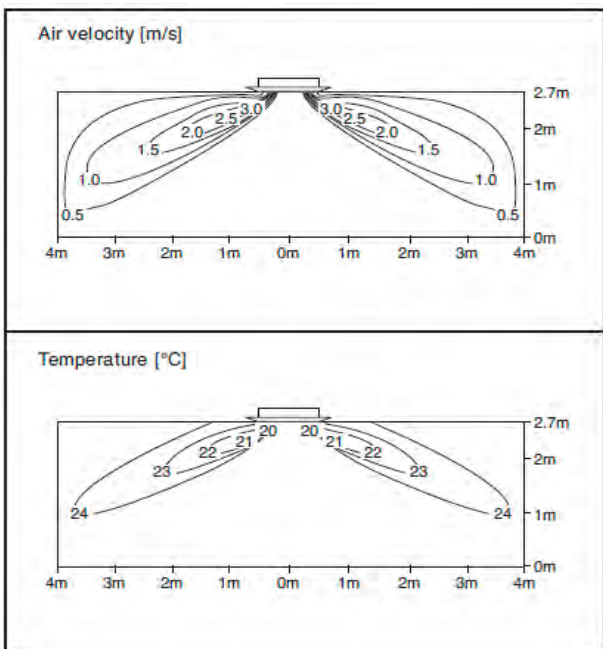 Air velocity [m/s]
3.0 3.0 2.7m
2.5 2.5
2.0 2.0 2m
1.5 1.5
1.0 1.0 1m
0.5 0.5
0m
4m 3m 2m 1m 0m 1m 2m 3m 4m
Temperature [°C]
20 20 2.7m
21 21
22 22 2m
23 23
24 24 1m
0m
4m 3m 2m 1m 0m 1m 2m 3m 4m